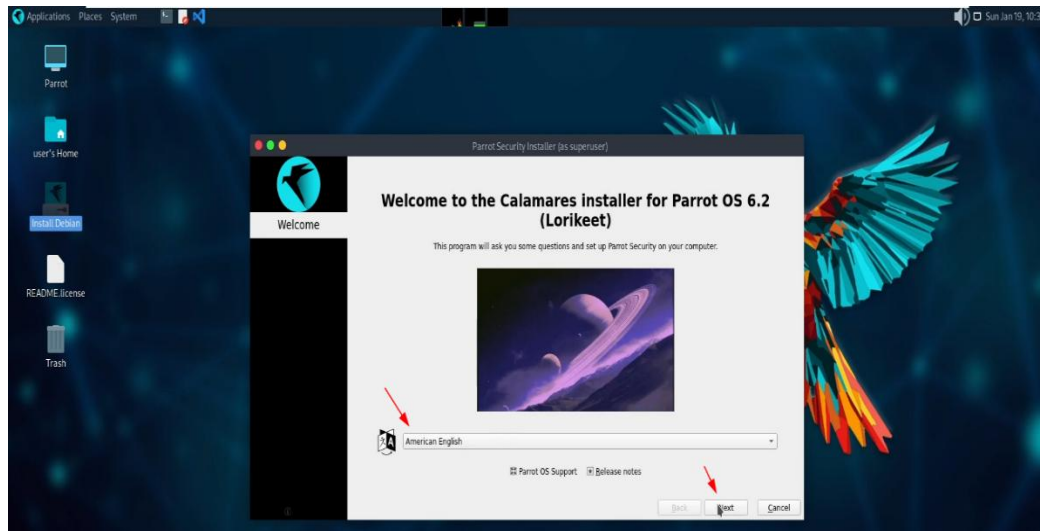 Applications Places System
Sun Jan 19, 10:3
Parrot
user's Home
Install Debian
README.license
Trash
Parrot Security Installer (as superuser)
Welcome
Welcome to the Calamares installer for Parrot OS 6.2
(Lorikeet)
This program will ask you some questions and set up Parrot Security on your computer.
American English
Parrot OS Support Release notes
Back Next Cancel